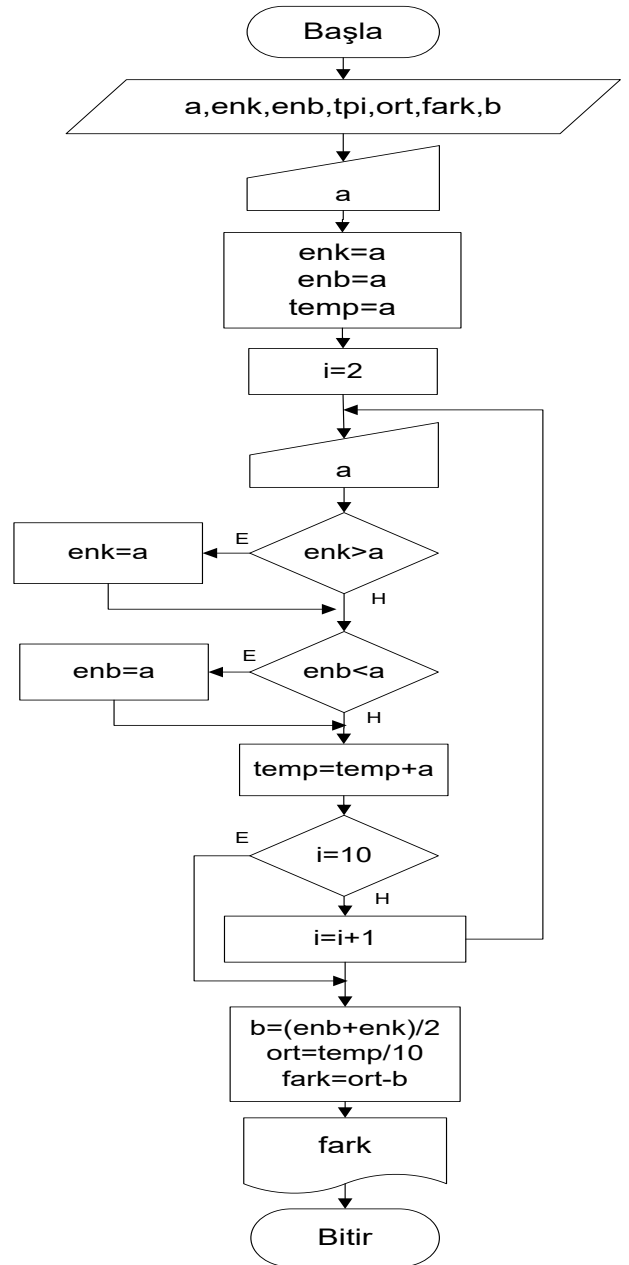 Başla
a,enk,enb,tpi,ort,fark,b
a
enk=a
enb=a
temp=a
i=2
a
enk>a
E
enk=a
H
enb<a
E
enb=a
H
temp=temp+a
i=10
E
H
i=i+1
b=(enb+enk)/2
ort=temp/10
fark=ort-b
fark
Bitir